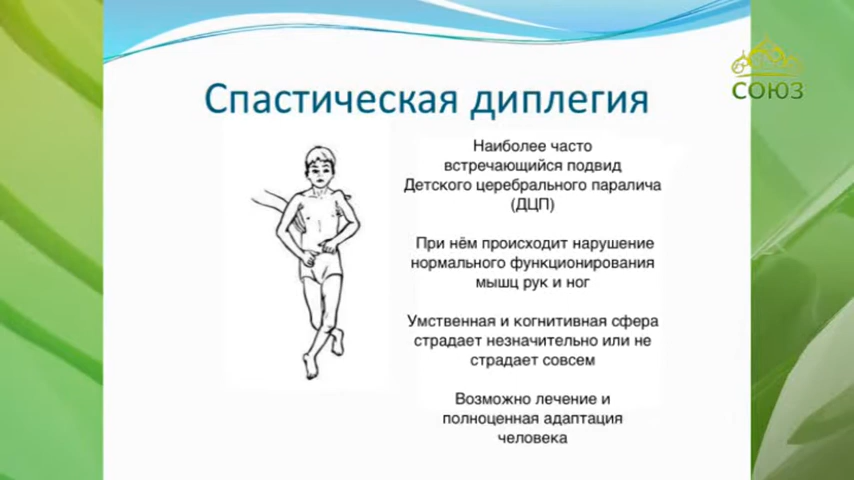 СОЮЗ
Спастическая диплегия
Наиболее часто
встречающийся подвид
Детского церебрального паралича
(ДЦП)
При нём происходит нарушение
нормального функционирования
мышц рук и ног
Умственная и когнитивная сфера
страдает незначительно или не
страдает совсем
Возможно лечение и
полноценная адаптация
человека